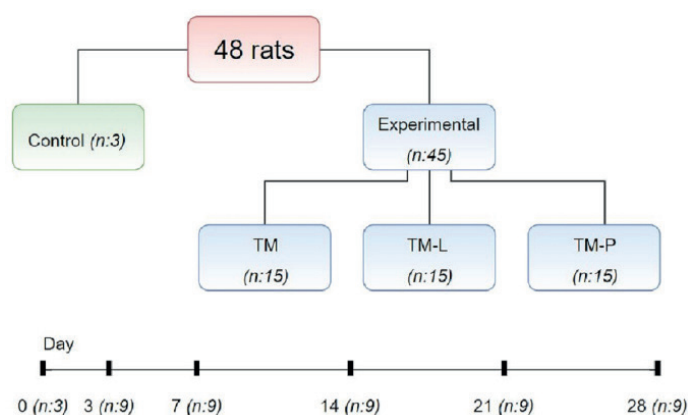 48 rats
Control (n:3)
Experimental
(n:45)
TM
(n:15)
TM-L
(n:15)
TM-P
(n:15)
Day
0 (n:3) 3 (n:9) 7 (n:9) 14 (n:9) 21 (n:9) 28 (n:9)